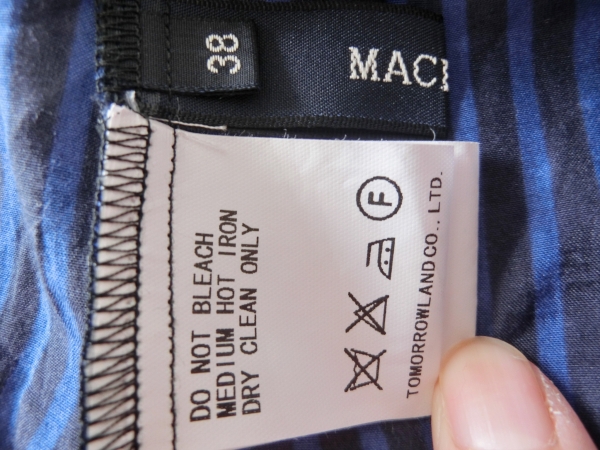 38
MAC
DO NOT BLEACH
MEDIUM HOT IRON
DRY CLEAN ONLY
F
TOMORROWLAND CO., LTD.